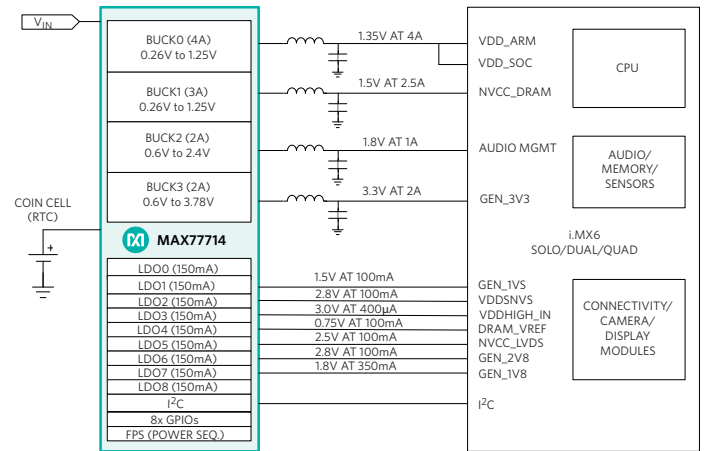 VIN
BUCK0 (4A)
0.26V to 1.25V
BUCK1 (3A)
0.26V to 1.25V
BUCK2 (2A)
0.6V to 2.4V
BUCK3 (2A)
0.6V to 3.78V
COIN CELL
(RTC)
+
MAX77714
LDO0 (150mA)
LDO1 (150mA)
LDO2 (150mA)
LDO3 (150mA)
LDO4 (150mA)
LDO5 (150mA)
LDO6 (150mA)
LDO7 (150mA)
LDO8 (150mA)
I2C
8x GPIOs
FPS (POWER SEQ.)
1.35V AT 4A
1.5V AT 2.5A
1.8V AT 1A
3.3V AT 2A
1.5V AT 100mA
2.8V AT 100mA
3.0V AT 400µA
0.75V AT 100mA
2.5V AT 100mA
2.8V AT 100mA
1.8V AT 350mA
VDD_ARM
VDD_SOC
NVCC_DRAM
AUDIO MGMT
GEN_3V3
GEN_1VS
VDDSNVS
VDDHIGH_IN
DRAM_VREF
NVCC_LVDS
GEN_2V8
GEN_1V8
I2C
CPU
AUDIO/
MEMORY/
SENSORS
i.MX6
SOLO/DUAL/QUAD
CONNECTIVITY/
CAMERA/
DISPLAY
MODULES